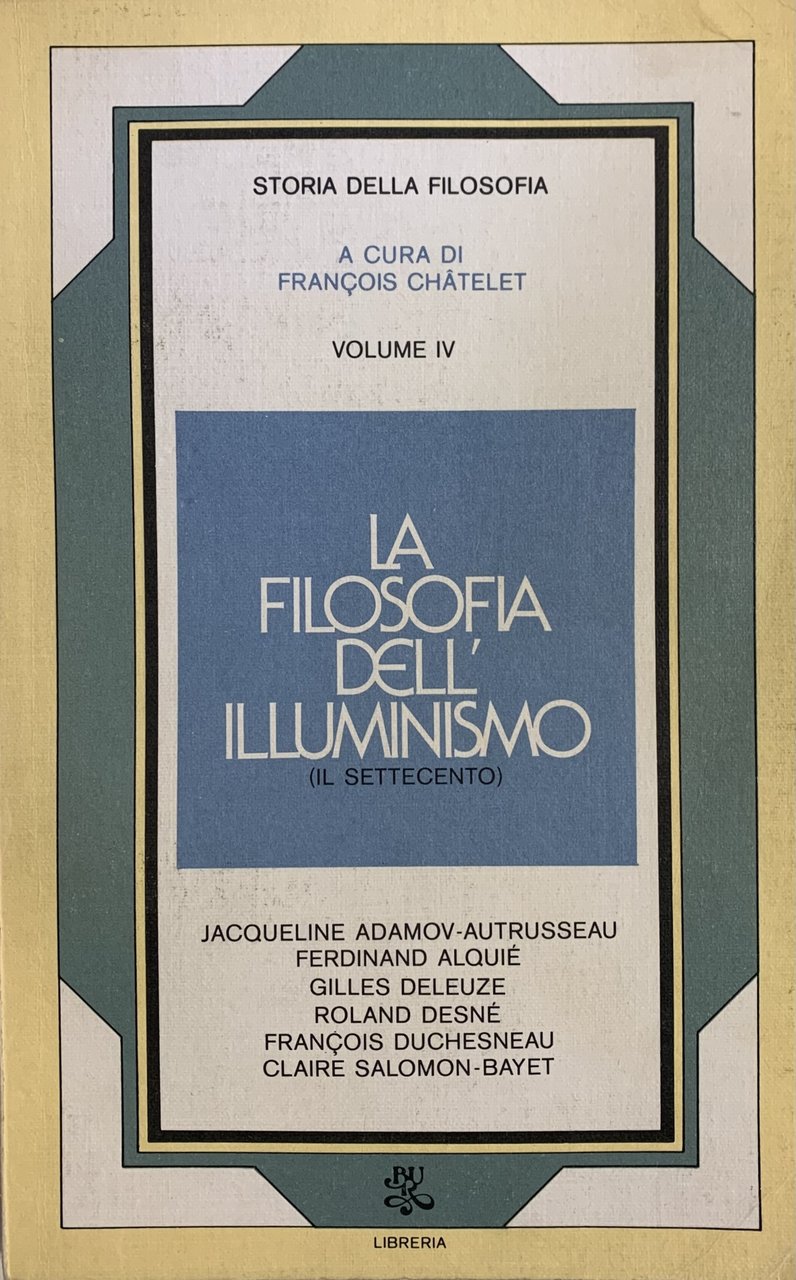 STORIA DELLA FILOSOFIA
A CURA DI
FRANÇOIS CHÂTELET
VOLUME IV
LA
FILOSOFIA
DELL'
ILLUMINISMO
(IL SETTECENTO)
JACQUELINE ADAMOV-AUTRUSSEAU
FERDINAND ALQUIÉ
GILLES DELEUZE
ROLAND DESNÉ
FRANÇOIS DUCHESNEAU
CLAIRE SALOMON-BAYET
BUR
LIBRERIA